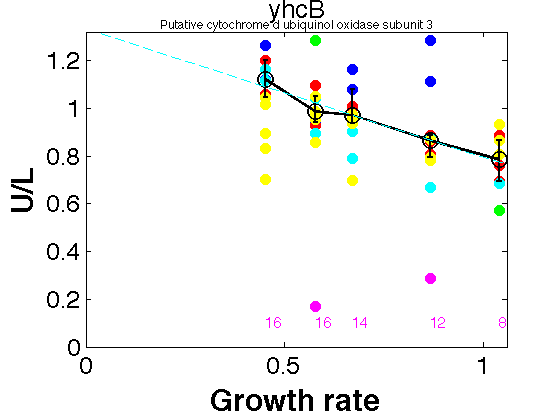 yhcB
Putative cytochrome d ubiquinol oxidase subunit 3
1.2
1
0.8
0.6
0.4
0.2
0
U/L
16 16 14 12 8
0 0.5 1
Growth rate